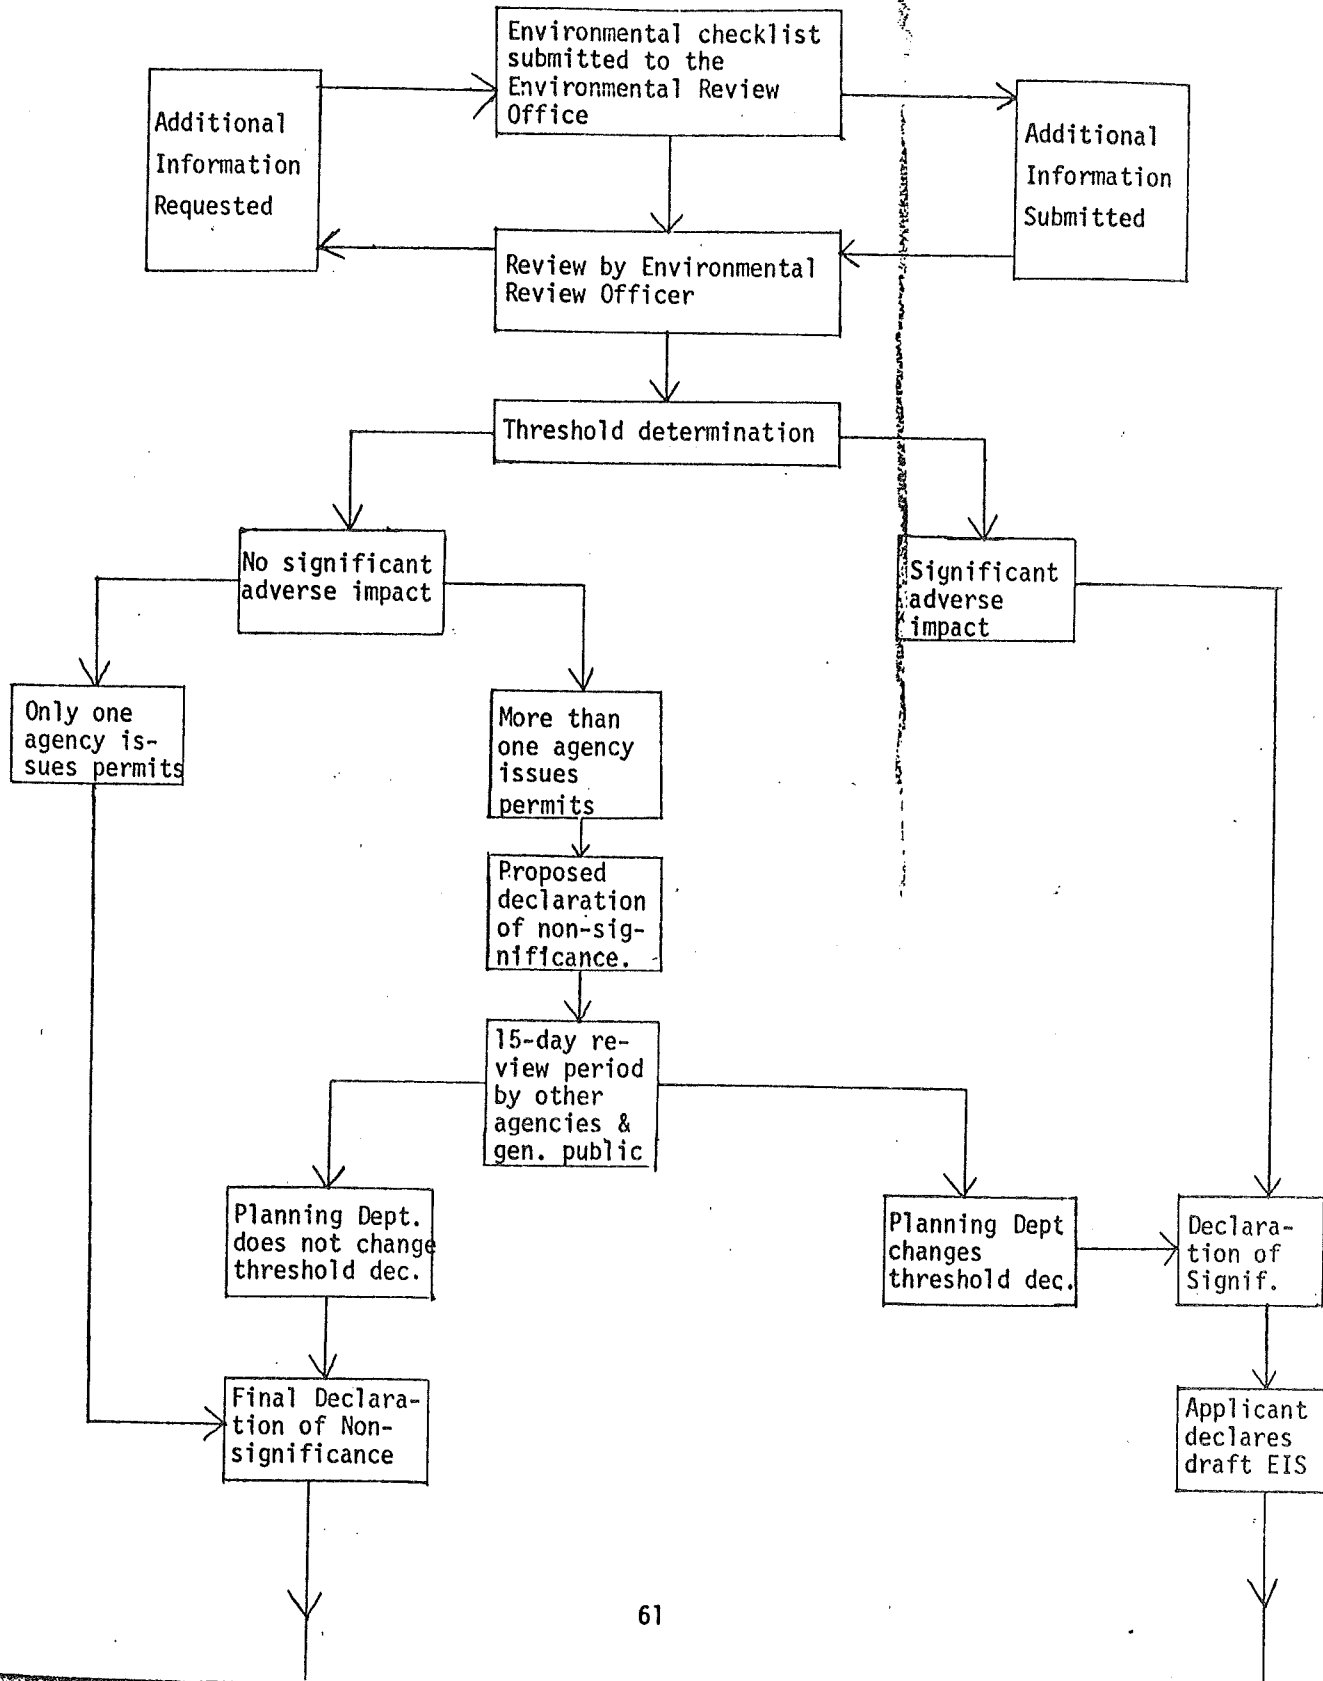 Environmental checklist
submitted to the
Environmental Review
Office
Additional
Information
Requested
Additional
Information
Submitted
Review by Environmental
Review Officer
Threshold determination
No significant
adverse impact
Significant
adverse
impact
Only one
agency is-
sues permits
More than
one agency
issues
permits
Proposed
declaration
of non-sig-
nificance.
15-day re-
view period
by other
agencies &
gen. public
Planning Dept.
does not change
threshold dec.
Planning Dept
changes
threshold dec.
Declara-
tion of
Signif.
Final Declara-
tion of Non-
significance
Applicant
declares
draft EIS
61